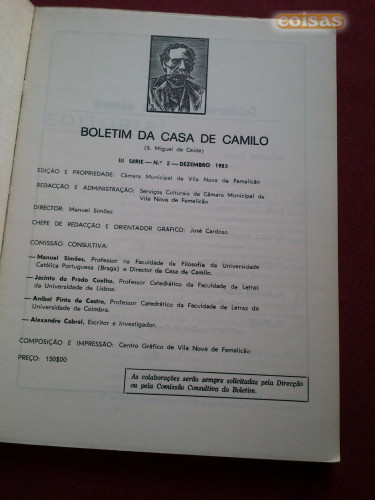 coisas
BOLETIM DA CASA DE CAMILO
(S. Miguel de Ceide)
III SERIE — N.º 2 — DEZEMBRO 1983
EDIÇÃO E PROPRIEDADE: Câmara Municipal de Vila Nova de Famalicão
REDACÇÃO E ADMINISTRAÇÃO: Serviços Culturais da Câmara Municipal de
Vila Nova de Famalicão
DIRECTOR: Manuel Simões
CHEFE DE REDACÇÃO E ORIENTADOR GRÁFICO: José Cardoso
COMISSÃO CONSULTIVA:
— Manuel Simões, Professor na Faculdade de Filosofia da Universidade
Católica Portuguesa (Braga) e Director da Casa de Camilo.
— Jacinto do Prado Coelho, Professor Catedrático da Faculdade de Letras
da Universidade de Lisboa.
— Aníbal Pinto de Castro, Professor Catedrático da Faculdade de Letras da
Universidade de Coimbra.
— Alexandre Cabral, Escritor e Investigador.
COMPOSIÇÃO E IMPRESSÃO: Centro Gráfico de Vila Nova de Famalicão
PREÇO: 150$00
As colaborações serão sempre solicitadas pela Direcção
ou pela Comissão Consultiva do Boletim.